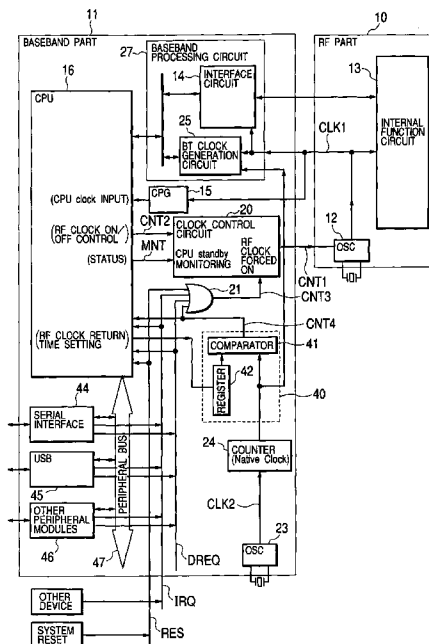 11
BASEBAND PART
10
RF PART
27
BASEBAND
PROCESSING CIRCUIT
16
CPU
14
INTERFACE
CIRCUIT
13
INTERNAL
FUNCTION
CIRCUIT
25
BT CLOCK
GENERATION
CIRCUIT
CLK1
(CPU clock INPUT)
CPG
15
CNT2
20
(RF CLOCK ON/
OFF CONTROL)
CLOCK CONTROL
CIRCUIT
12
MNT
(STATUS)
CPU standby
MONITORING
RF
CLOCK
FORCED
ON
OSC
CNT1
21
CNT3
CNT4
(RF CLOCK RETURN)
(TIME SETTING)
COMPARATOR
41
REGISTER
42
40
44
SERIAL
INTERFACE
PERIPHERAL BUS
24
COUNTER
(Native Clock)
USB
45
CLK2
OTHER
PERIPHERAL
MODULES
46
23
OSC
47
DREQ
OTHER
DEVICE
IRQ
SYSTEM
RESET
RES